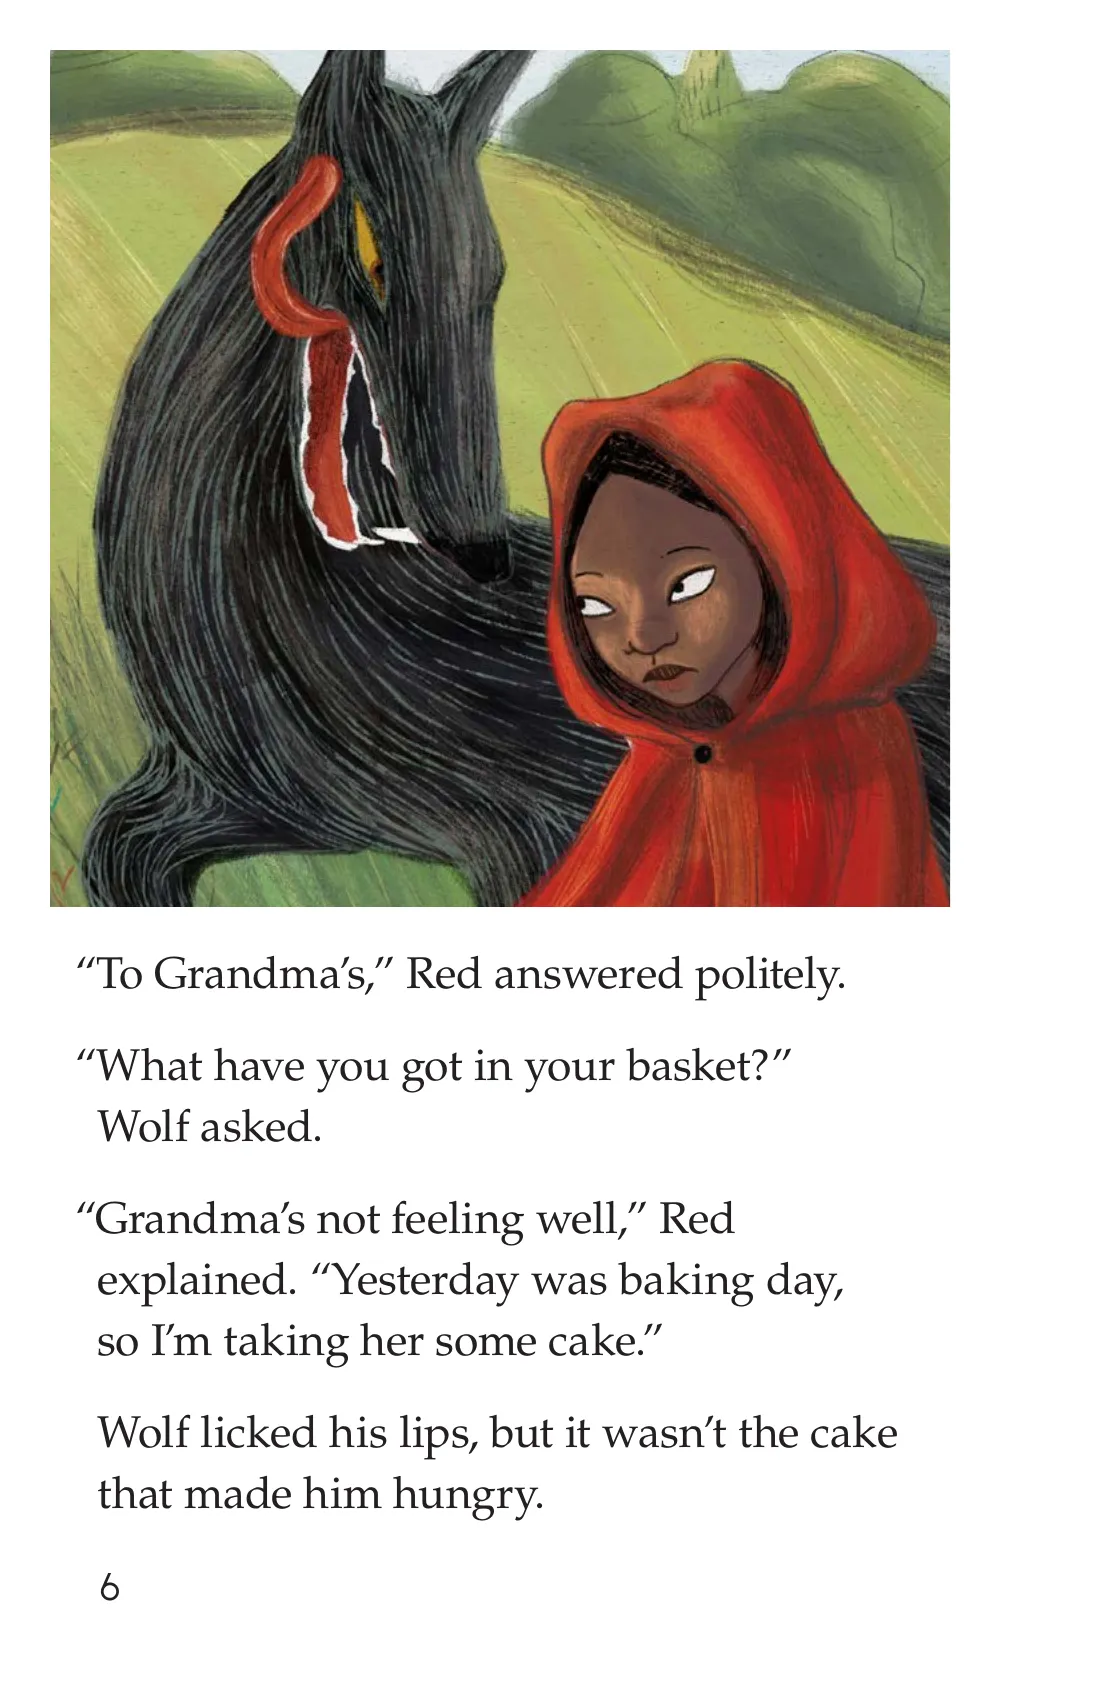 “To Grandma’s,” Red answered politely.
“What have you got in your basket?”
Wolf asked.
“Grandma’s not feeling well,” Red
explained. “Yesterday was baking day,
so I’m taking her some cake.”
Wolf licked his lips, but it wasn’t the cake
that made him hungry.
6